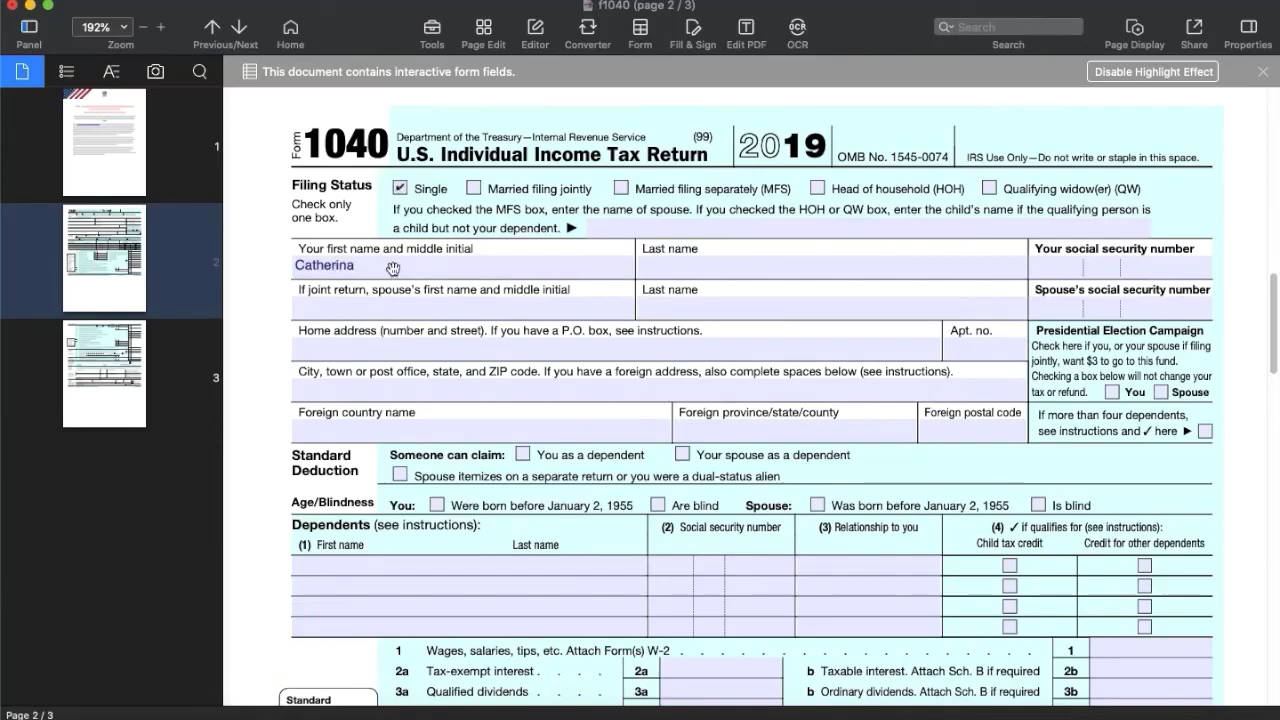 f1040 (page 2 / 3)
192%
Panel Zoom Previous/Next Home Tools Page Edit Editor Converter Form Fill & Sign Edit PDF OCR Search Page Display Share Properties
Search
This document contains interactive form fields.
Disable Highlight Effect
1
2
3
Form 1040 Department of the Treasury—Internal Revenue Service (99)
U.S. Individual Income Tax Return
2019
OMB No. 1545-0074
IRS Use Only—Do not write or staple in this space.
Filing Status
Check only
one box.
Single Married filing jointly Married filing separately (MFS) Head of household (HOH) Qualifying widow(er) (QW)
If you checked the MFS box, enter the name of spouse. If you checked the HOH or QW box, enter the child's name if the qualifying person is
a child but not your dependent. ▶
Your first name and middle initial Last name Your social security number
Catherina
If joint return, spouse's first name and middle initial Last name Spouse's social security number
Home address (number and street). If you have a P.O. box, see instructions. Apt. no.
City, town or post office, state, and ZIP code. If you have a foreign address, also complete spaces below (see instructions).
Presidential Election Campaign
Check here if you, or your spouse if filing
jointly, want $3 to go to this fund.
Checking a box below will not change your
tax or refund. You Spouse
Foreign country name Foreign province/state/county Foreign postal code
If more than four dependents,
see instructions and ✓ here ▶
Standard
Deduction
Someone can claim: You as a dependent Your spouse as a dependent
Spouse itemizes on a separate return or you were a dual-status alien
Age/Blindness You: Were born before January 2, 1955 Are blind Spouse: Was born before January 2, 1955 Is blind
Dependents (see instructions): (2) Social security number (3) Relationship to you (4) ✓ if qualifies for (see instructions):
(1) First name Last name Child tax credit Credit for other dependents
1 Wages, salaries, tips, etc. Attach Form(s) W-2 . . . . . . . . . . . . . . . 1
2a Tax-exempt interest . . . . 2a b Taxable interest. Attach Sch. B if required 2b
3a Qualified dividends . . . . 3a b Ordinary dividends. Attach Sch. B if required 3b
Standard
Page 2 / 3